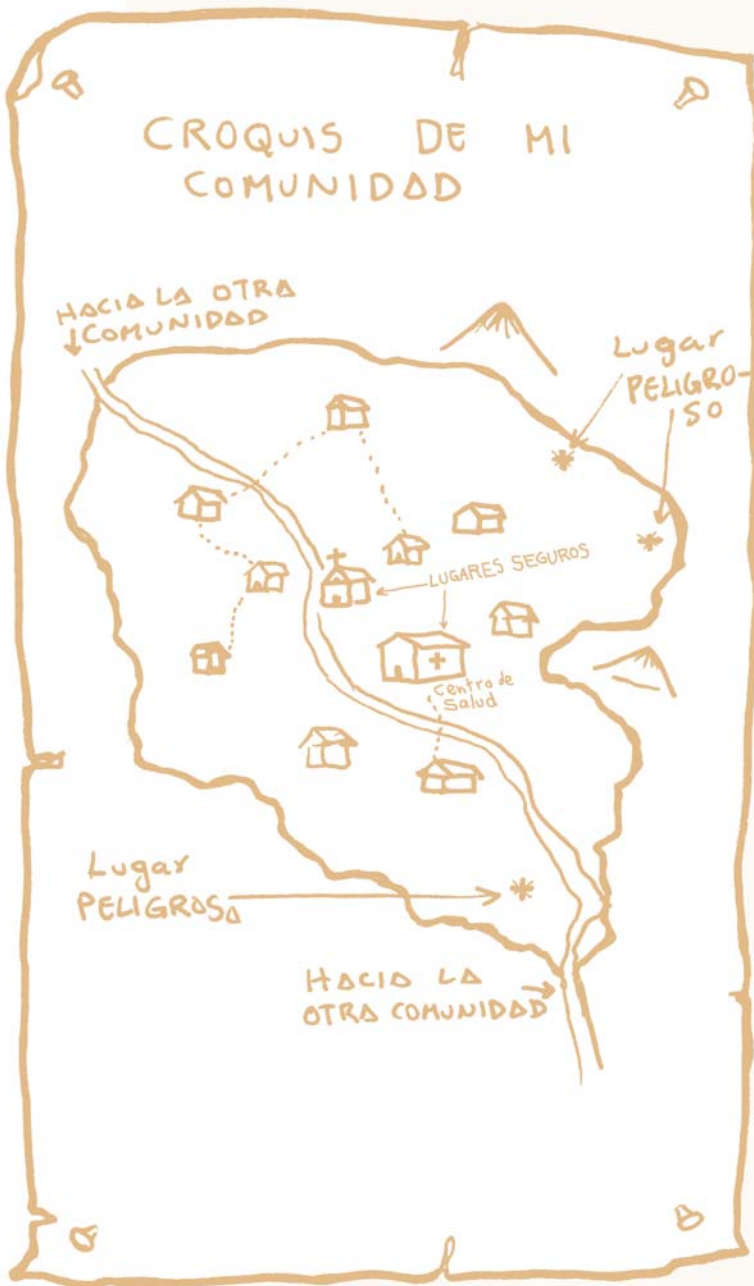 CROQUIS DE MI
COMUNIDAD
HACIA LA OTRA
COMUNIDAD
Lugar
PELIGRO-
SO
LUGARES SEGUROS
Centro de
Salud
Lugar
PELIGROSO
HACIA LA
OTRA COMUNIDAD